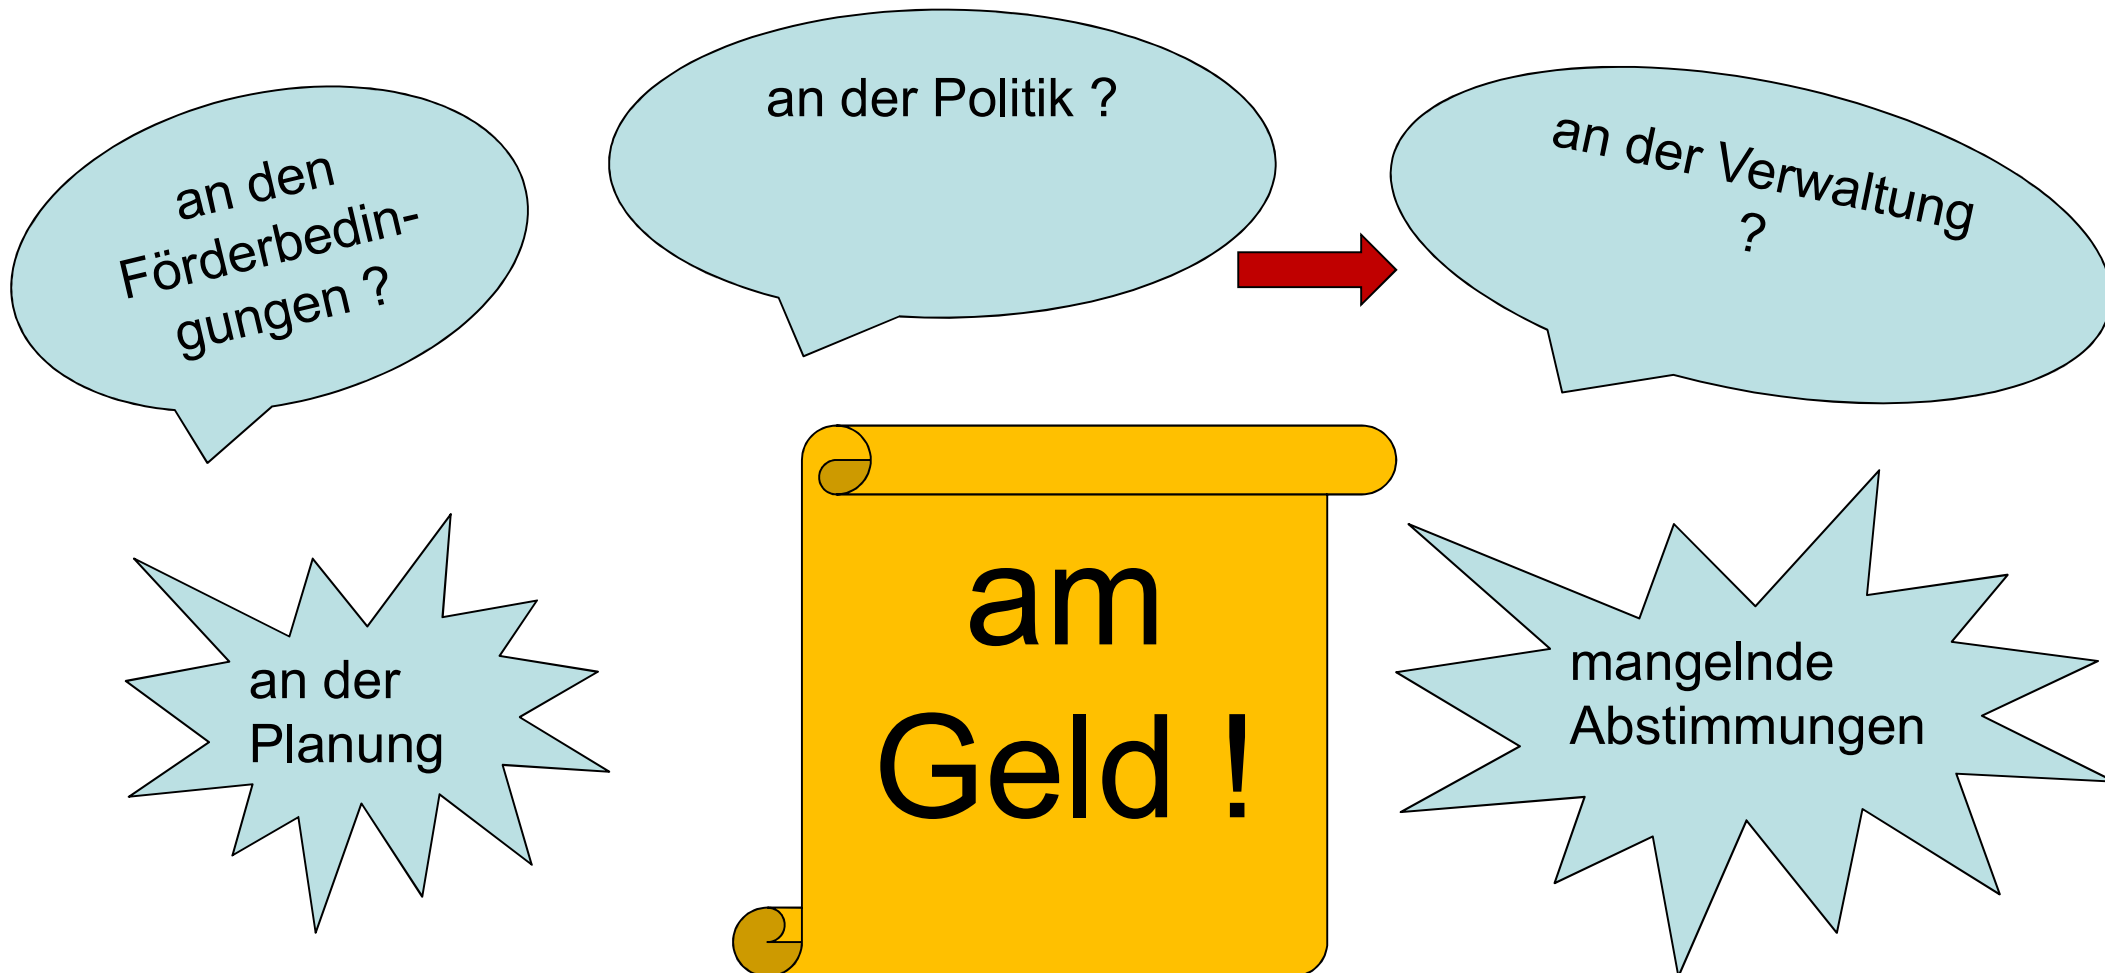 an den
Förderbedin-
gungen ?
an der Politik ?
an der Verwaltung
?
an der
Planung
am
Geld !
mangelnde
Abstimmungen